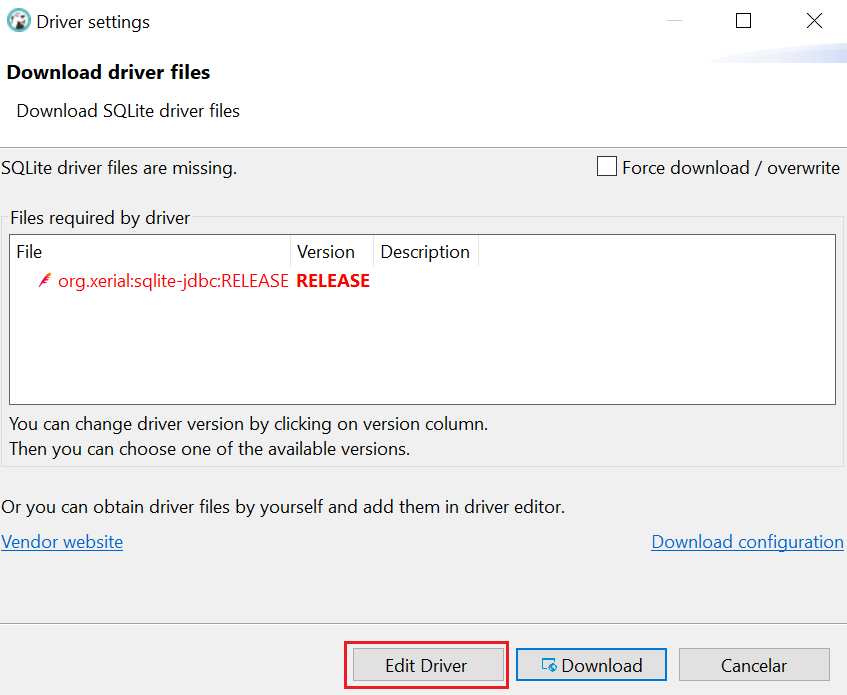 Driver settings
Download driver files
Download SQLite driver files
SQLite driver files are missing.
Force download / overwrite
Files required by driver
File Version Description
org.xerial:sqlite-jdbc:RELEASE RELEASE
You can change driver version by clicking on version column.
Then you can choose one of the available versions.
Or you can obtain driver files by yourself and add them in driver editor.
Vendor website
Download configuration
Edit Driver
Download
Cancelar